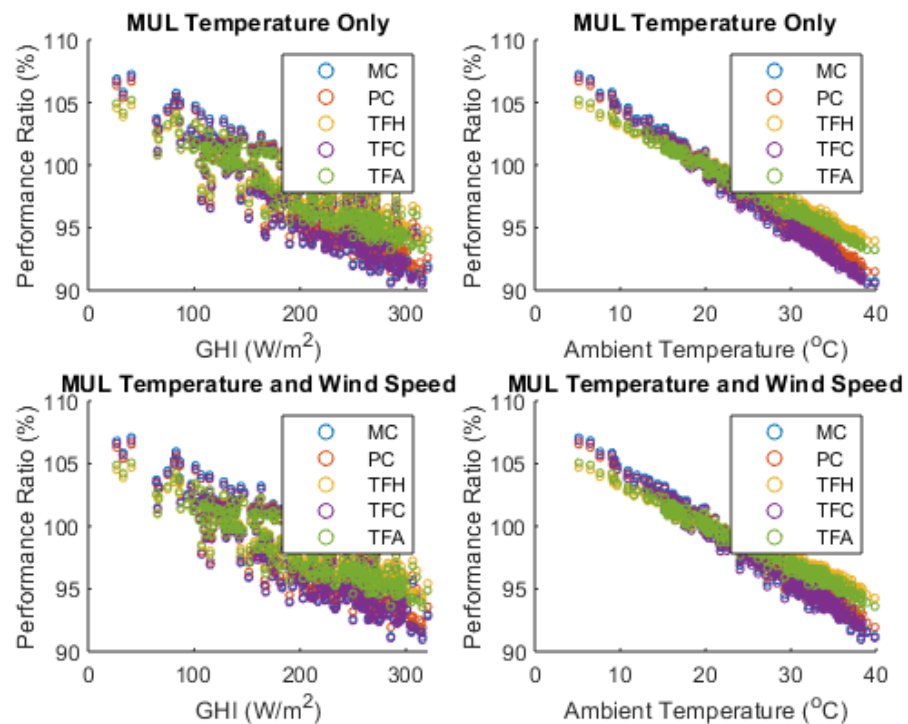 MUL Temperature Only
110
105
100
95
90
Performance Ratio (%)
0
100
200
300
GHI (W/m²)
MC
PC
TFH
TFC
TFA
MUL Temperature Only
110
105
100
95
90
Performance Ratio (%)
0
10
20
30
40
Ambient Temperature (°C)
MC
PC
TFH
TFC
TFA
MUL Temperature and Wind Speed
110
105
100
95
90
Performance Ratio (%)
0
100
200
300
GHI (W/m²)
MC
PC
TFH
TFC
TFA
MUL Temperature and Wind Speed
110
105
100
95
90
Performance Ratio (%)
0
10
20
30
40
Ambient Temperature (°C)
MC
PC
TFH
TFC
TFA